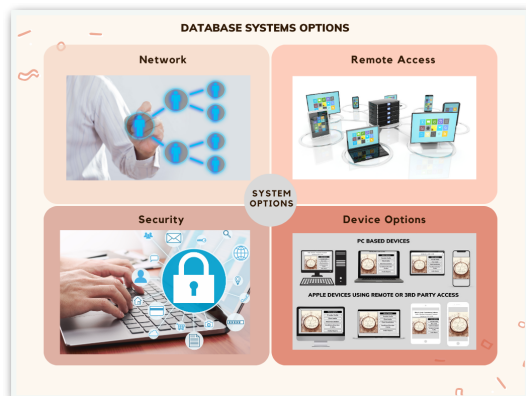 DATABASE SYSTEMS OPTIONS
Network
Remote Access
SYSTEM
OPTIONS
Security
Device Options
PC BASED DEVICES
APPLE DEVICES USING REMOTE OR 3RD PARTY ACCESS